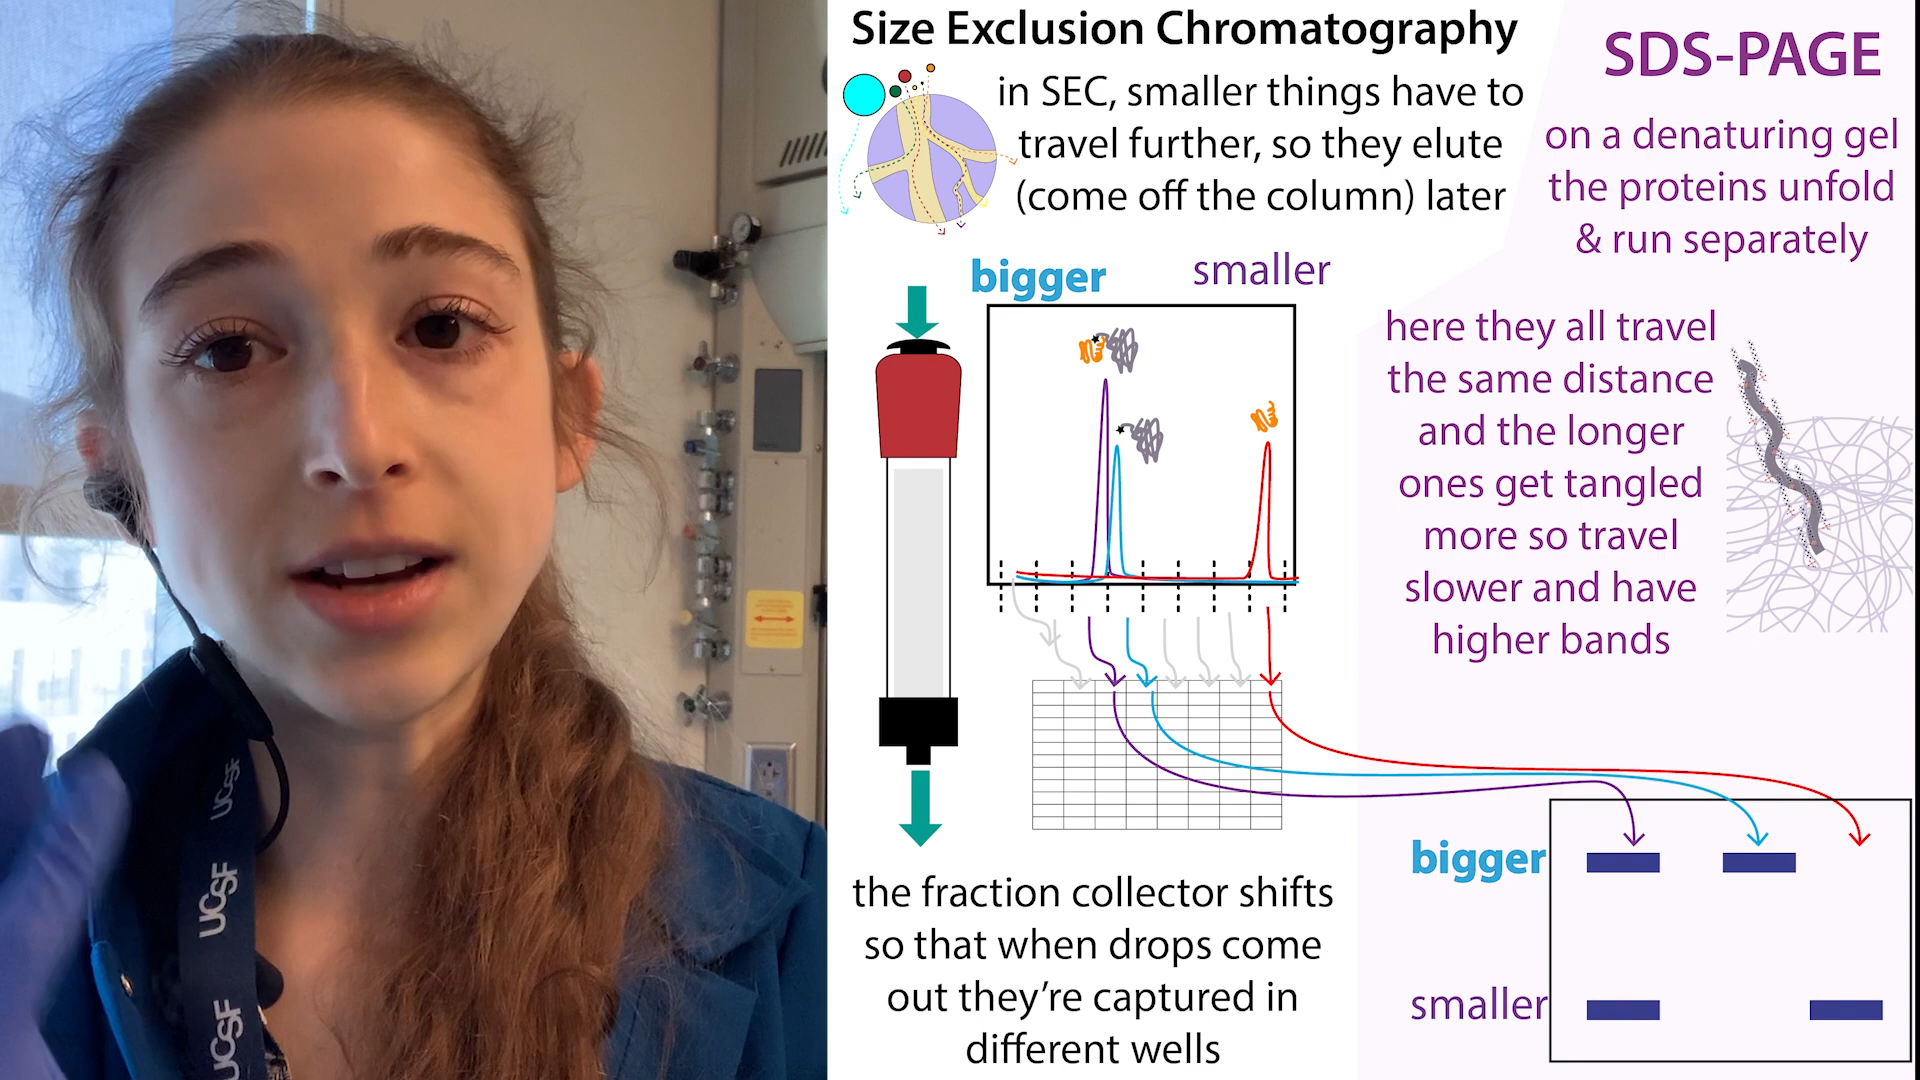 UCSF
UCSF
UCSF
Size Exclusion Chromatography
in SEC, smaller things have to
travel further, so they elute
(come off the column) later
bigger
smaller
the fraction collector shifts
so that when drops come
out they’re captured in
different wells
SDS-PAGE
on a denaturing gel
the proteins unfold
& run separately
here they all travel
the same distance
and the longer
ones get tangled
more so travel
slower and have
higher bands
bigger
smaller